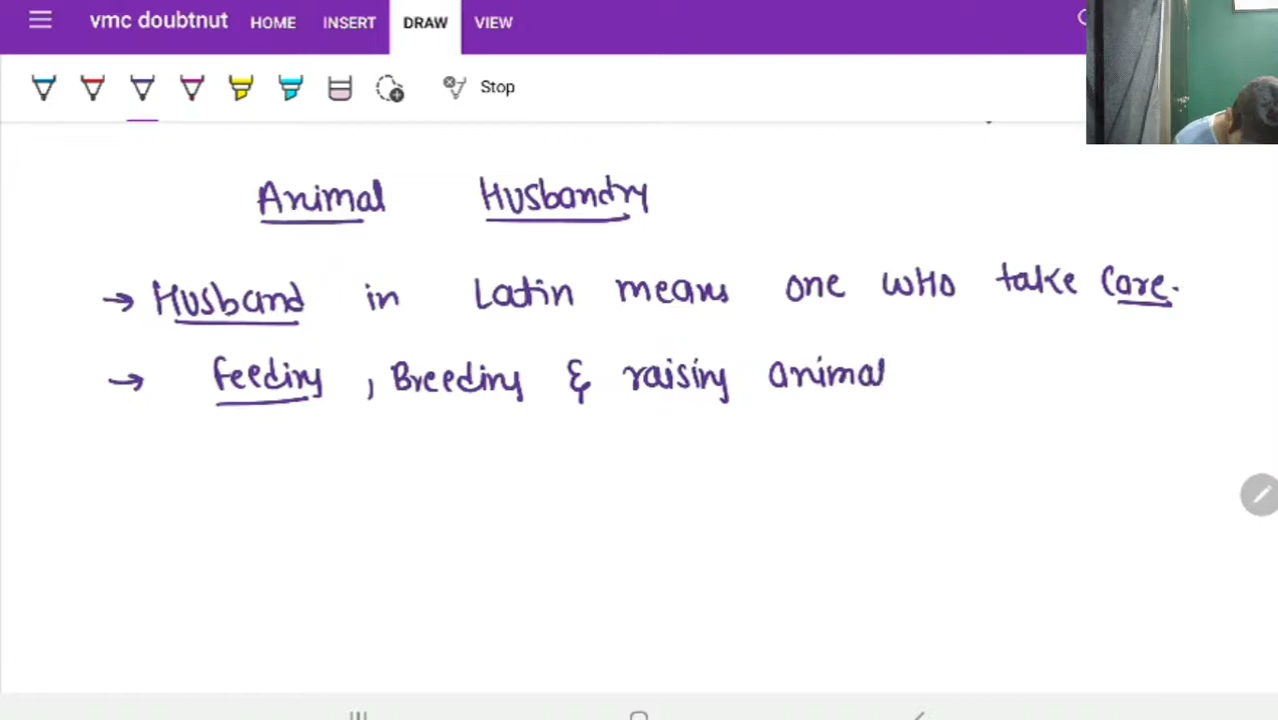 vmc doubtnut HOME INSERT DRAW VIEW
Stop
Animal Husbandry
→ Husband in Latin means one who take care.
→ Feeding, Breeding & raising animal